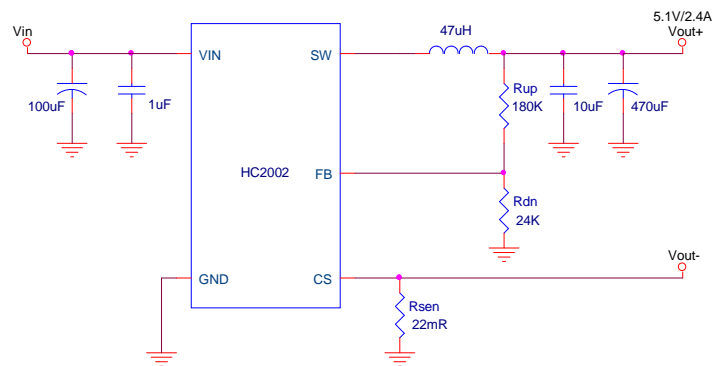 5.1V/2.4A
Vin
47uH
Vout+
VIN
SW
Rup
180K
100uF
1uF
10uF
470uF
HC2002
FB
Rdn
24K
Vout-
GND
CS
Rsen
22mR